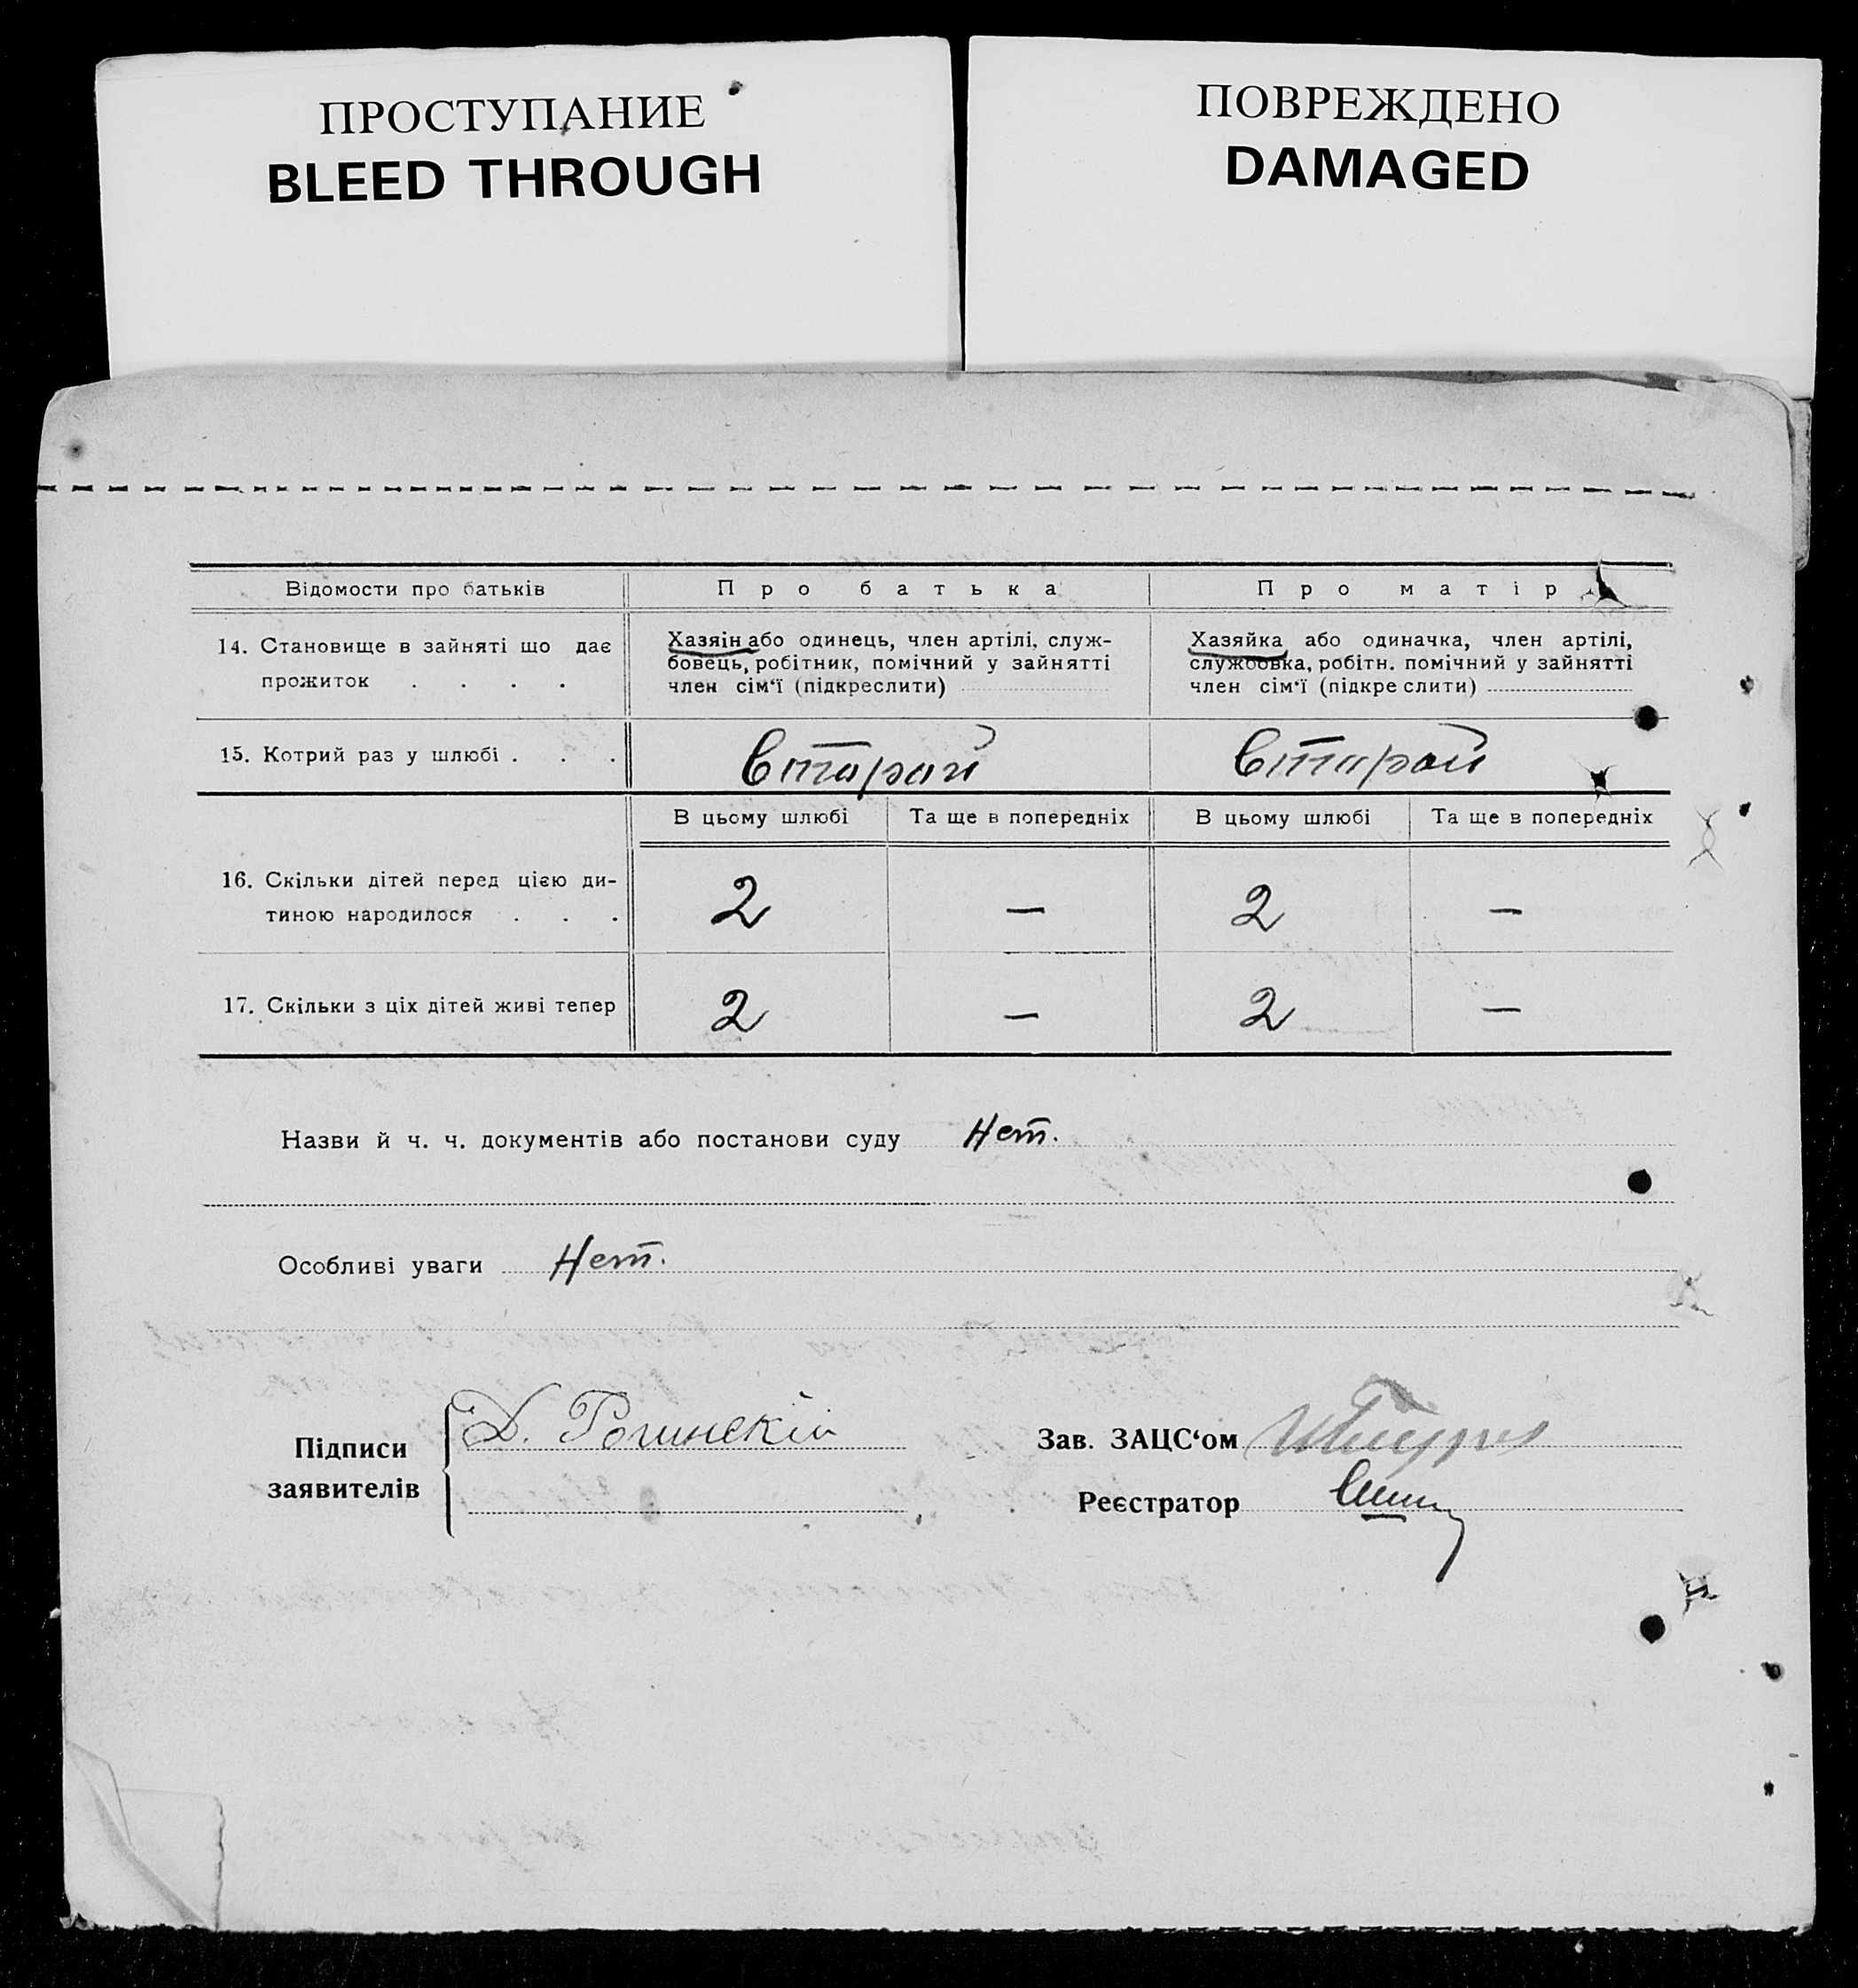 ПРОСТУПАНИЕ
BLEED THROUGH
ПОВРЕЖДЕНО
DAMAGED
Відомости про батьків Про батька Про матір
14. Становище в зайняті що дає
прожиток . . . .
Хазяін або одинець, член артілі, служ-
бовець, робітник, помічний у зайнятті
член сім‘ї (підкреслити)
Хазяйка або одиначка, член артілі,
службовка, робітн. помічний у зайнятті
член сім‘ї (підкреслити)
15. Котрий раз у шлюбі . . . Второй Второй
В цьому шлюбі Та ще в попередніх В цьому шлюбі Та ще в попередніх
16. Скільки дітей перед цією ди-
тиною народилося . . . 2 — 2 —
17. Скільки з ціх дітей живі тепер 2 — 2 —
Назви й ч. ч. документів або постанови суду Нет.
Особливі уваги Нет.
Підписи
заявителів
Д. Рогинскій
Зав. ЗАЦС‘ом
Реєстратор